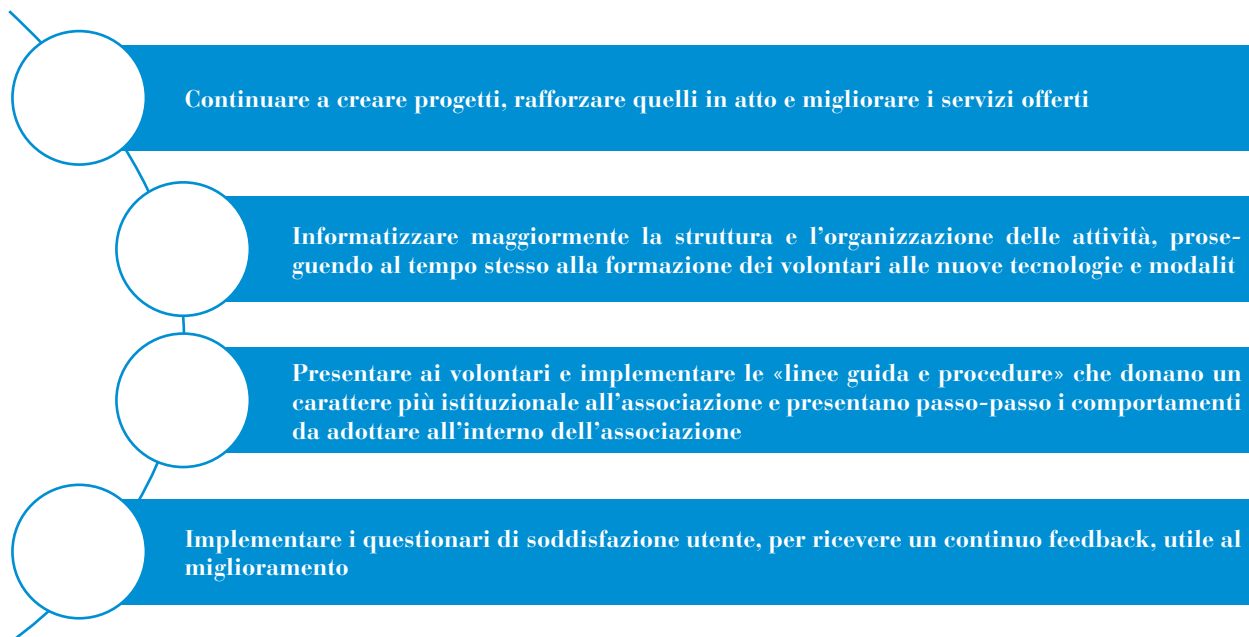 Continuare a creare progetti, rafforzare quelli in atto e migliorare i servizi offerti
Informatizzare maggiormente la struttura e l’organizzazione delle attività, prose-
guendo al tempo stesso alla formazione dei volontari alle nuove tecnologie e modalit
Presentare ai volontari e implementare le «linee guida e procedure» che donano un
carattere più istituzionale all’associazione e presentano passo-passo i comportamenti
da adottare all’interno dell’associazione
Implementare i questionari di soddisfazione utente, per ricevere un continuo feedback, utile al
miglioramento